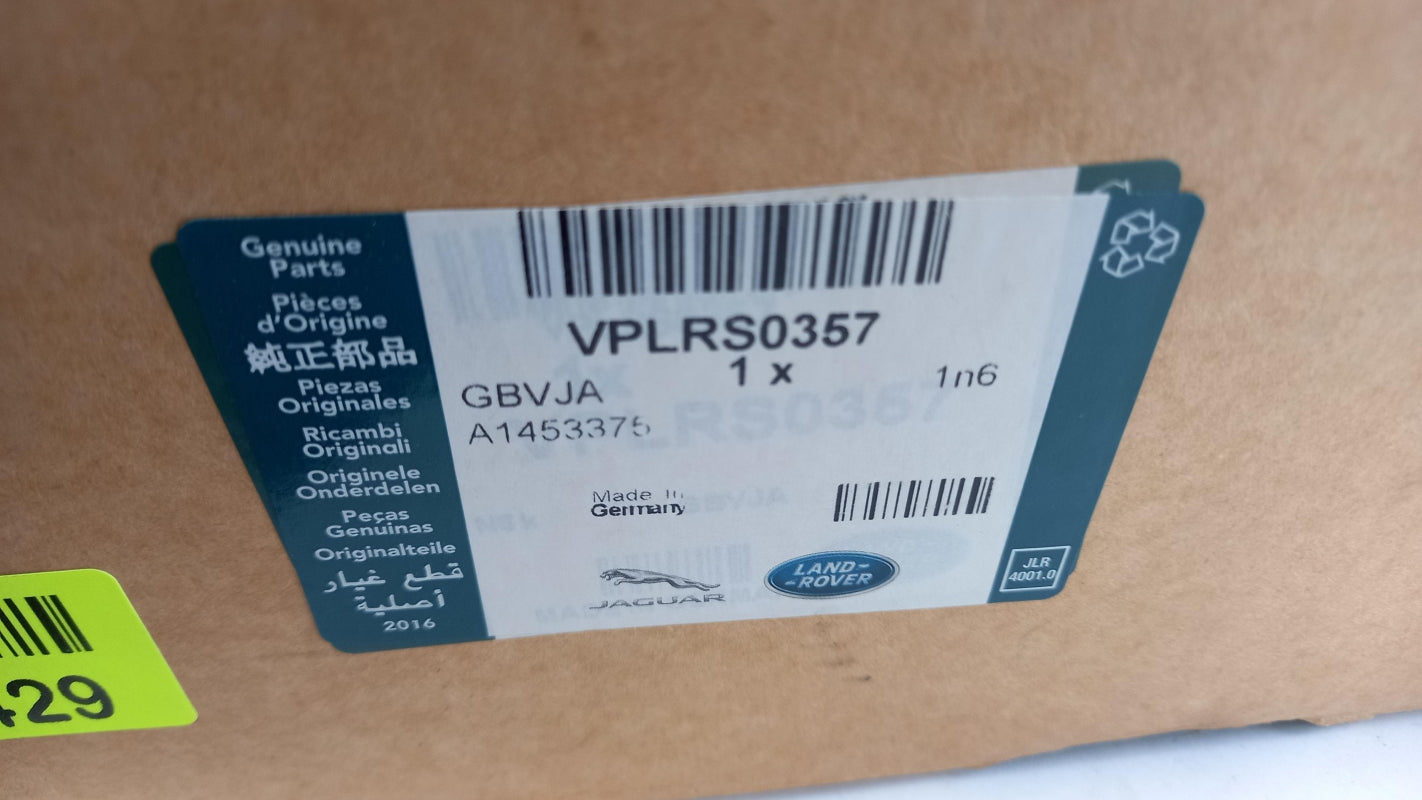 Genuine
Parts
Pièces
d'Origine
純正部品
Piezas
Originales
Ricambi
Originali
Originele
Onderdelen
Peças
Genuinas
Originalteile
قطع غيار
أصلية
2016
VPLRS0357
1 x
GBVJA
1n6
A1453375
Made In
Germany
JAGUAR
LAND-
-ROVER
JLR
4001.0
429